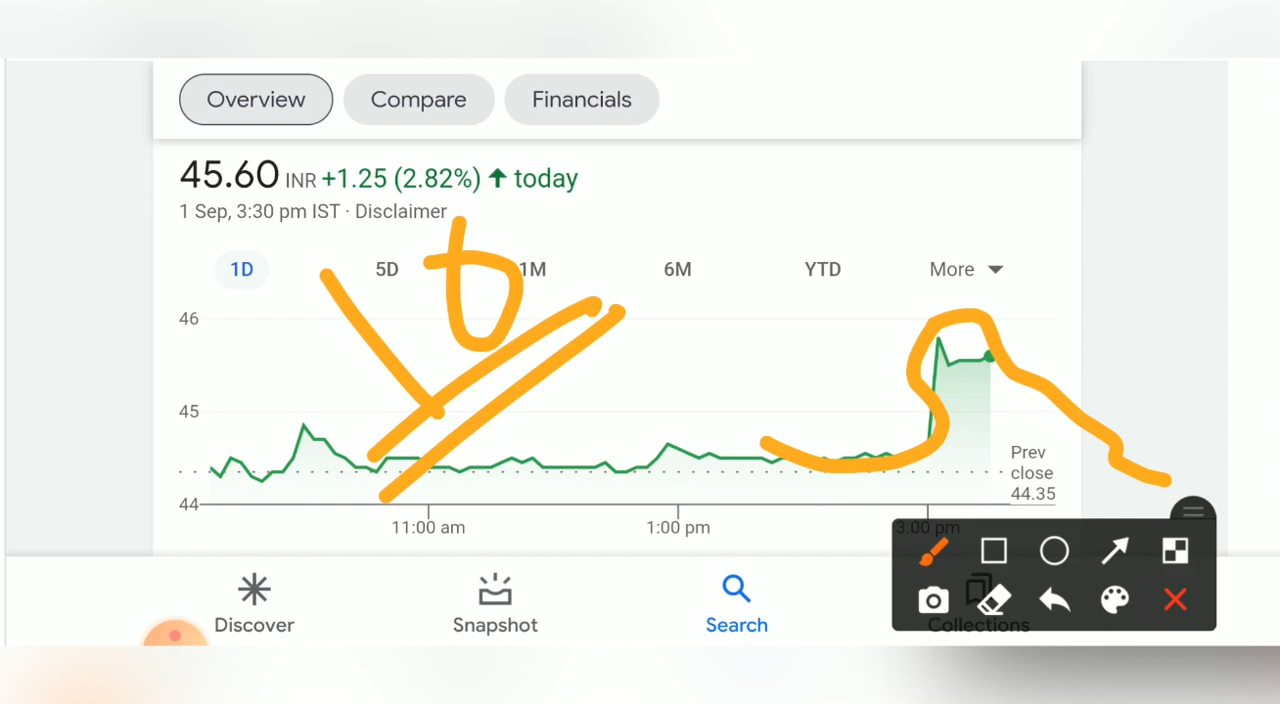 Overview Compare Financials
45.60 INR +1.25 (2.82%) ↑ today
1 Sep, 3:30 pm IST · Disclaimer
1D 5D 1M 6M YTD More
46
45
44
Prev
close
44.35
11:00 am 1:00 pm 3:00 pm
Discover Snapshot Search Collections